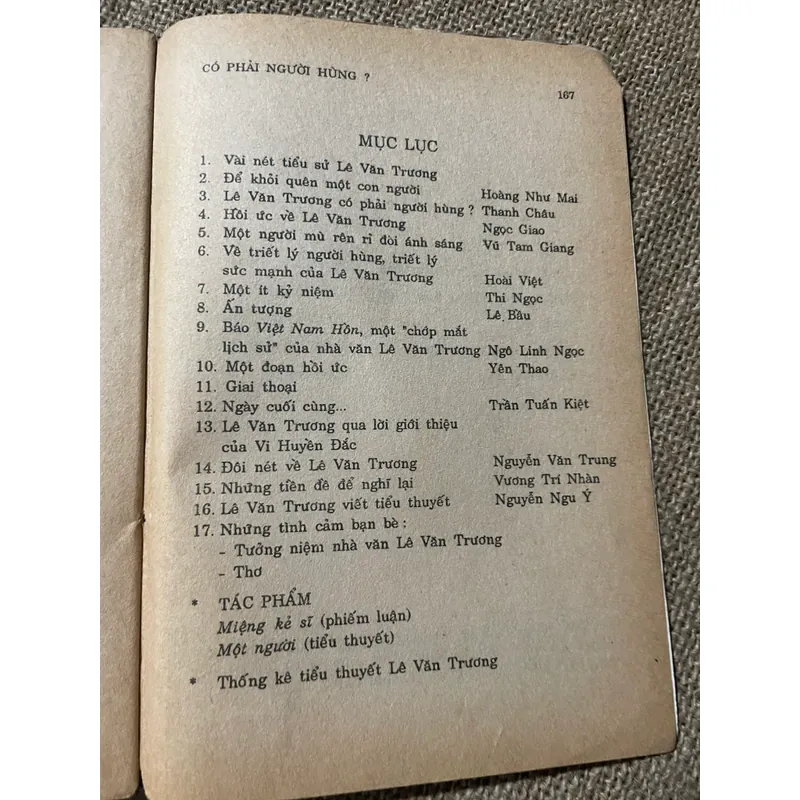 CÓ PHẢI NGƯỜI HÙNG ?
167
MỤC LỤC
1. Vài nét tiểu sử Lê Văn Trương
2. Để khỏi quên một con người Hoàng Như Mai
3. Lê Văn Trương có phải người hùng ? Thanh Châu
4. Hồi ức về Lê Văn Trương Ngọc Giao
5. Một người mù rên rỉ đòi ánh sáng Vũ Tam Giang
6. Về triết lý người hùng, triết lý
sức mạnh của Lê Văn Trương Hoài Việt
7. Một ít kỷ niệm Thi Ngọc
8. Ấn tượng Lê Bầu
9. Báo Việt Nam Hồn, một "chớp mắt
lịch sử" của nhà văn Lê Văn Trương Ngô Linh Ngọc
10. Một đoạn hồi ức Yên Thao
11. Giai thoại
12. Ngày cuối cùng... Trần Tuấn Kiệt
13. Lê Văn Trương qua lời giới thiệu
của Vi Huyền Đắc
14. Đôi nét về Lê Văn Trương Nguyễn Văn Trung
15. Những tiền đề để nghĩ lại Vương Trí Nhàn
16. Lê Văn Trương viết tiểu thuyết Nguyễn Ngu Ý
17. Những tình cảm bạn bè :
- Tưởng niệm nhà văn Lê Văn Trương
- Thơ
* TÁC PHẨM
Miệng kẻ sĩ (phiếm luận)
Một người (tiểu thuyết)
* Thống kê tiểu thuyết Lê Văn Trương